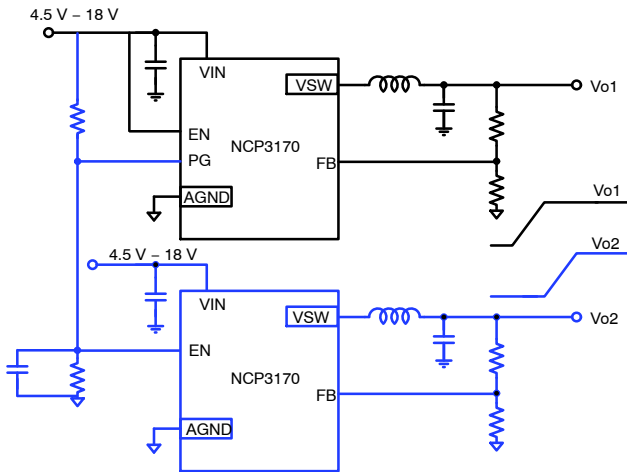 4.5 V – 18 V
VIN
VSW
Vo1
EN
NCP3170
PG
FB
AGND
Vo1
4.5 V – 18 V
Vo2
VIN
VSW
Vo2
EN
NCP3170
FB
AGND